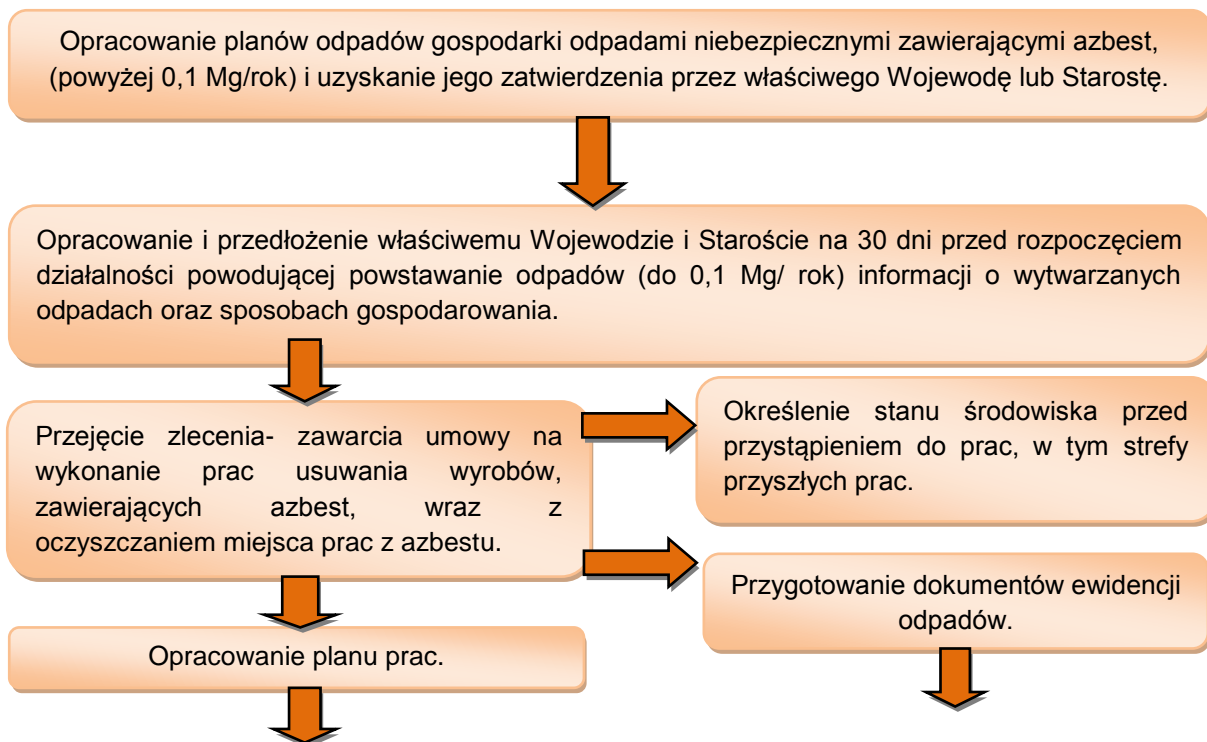 Opracowanie planów odpadów gospodarki odpadami niebezpiecznymi zawierającymi azbest,
(powyżej 0,1 Mg/rok) i uzyskanie jego zatwierdzenia przez właściwego Wojewodę lub Starostę.
Opracowanie i przedłożenie właściwemu Wojewodzie i Staroście na 30 dni przed rozpoczęciem
działalności powodującej powstawanie odpadów (do 0,1 Mg/ rok) informacji o wytwarzanych
odpadach oraz sposobach gospodarowania.
Przejęcie zlecenia- zawarcia umowy na
wykonanie prac usuwania wyrobów,
zawierających azbest, wraz z
oczyszczaniem miejsca prac z azbestu.
Określenie stanu środowiska przed
przystąpieniem do prac, w tym strefy
przyszłych prac.
Przygotowanie dokumentów ewidencji
odpadów.
Opracowanie planu prac.